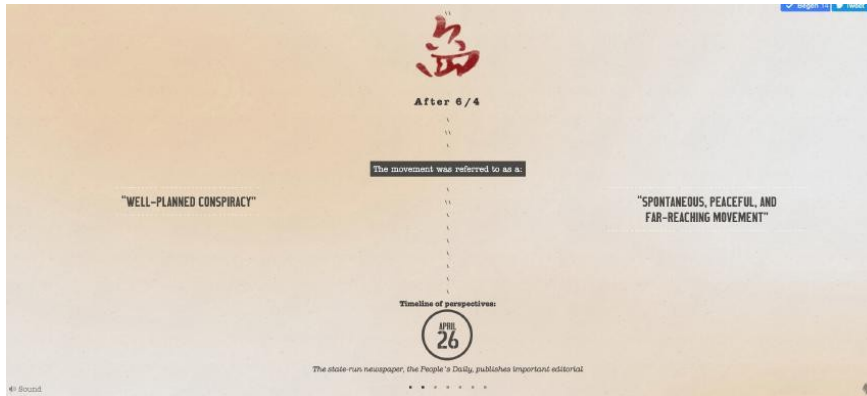 Tweet
After 6/4
The movement was referred to as a:
"WELL-PLANNED CONSPIRACY"
"SPONTANEOUS, PEACEFUL, AND
FAR-REACHING MOVEMENT"
Timeline of perspectives:
APRIL
26
The state-run newspaper, the People's Daily, publishes important editorial
Sound